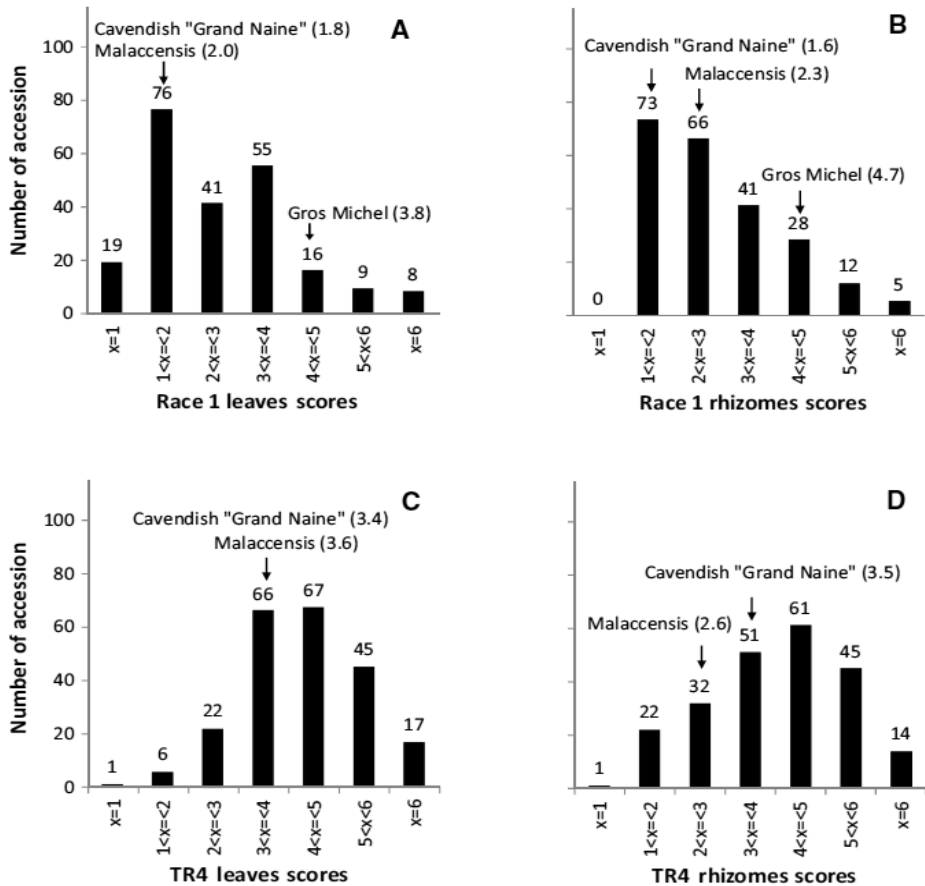 A
Cavendish "Grand Naine" (1.8)
Malaccensis (2.0)
Gros Michel (3.8)
Number of accession
100
80
60
40
20
0
19
76
41
55
16
9
8
x=1
1<x=<2
2<x=<3
3<x=<4
4<x=<5
5<x<6
x=6
Race 1 leaves scores
B
Cavendish "Grand Naine" (1.6)
Malaccensis (2.3)
Gros Michel (4.7)
0
73
66
41
28
12
5
x=1
1<x=<2
2<x=<3
3<x=<4
4<x=<5
5<x<6
x=6
Race 1 rhizomes scores
C
Cavendish "Grand Naine" (3.4)
Malaccensis (3.6)
Number of accession
100
80
60
40
20
0
1
6
22
66
67
45
17
x=1
1<x=<2
2<x=<3
3<x=<4
4<x=<5
5<x<6
x=6
TR4 leaves scores
D
Cavendish "Grand Naine" (3.5)
Malaccensis (2.6)
1
22
32
51
61
45
14
x=1
1<x=<2
2<x=<3
3<x=<4
4<x=<5
5<x<6
x=6
TR4 rhizomes scores